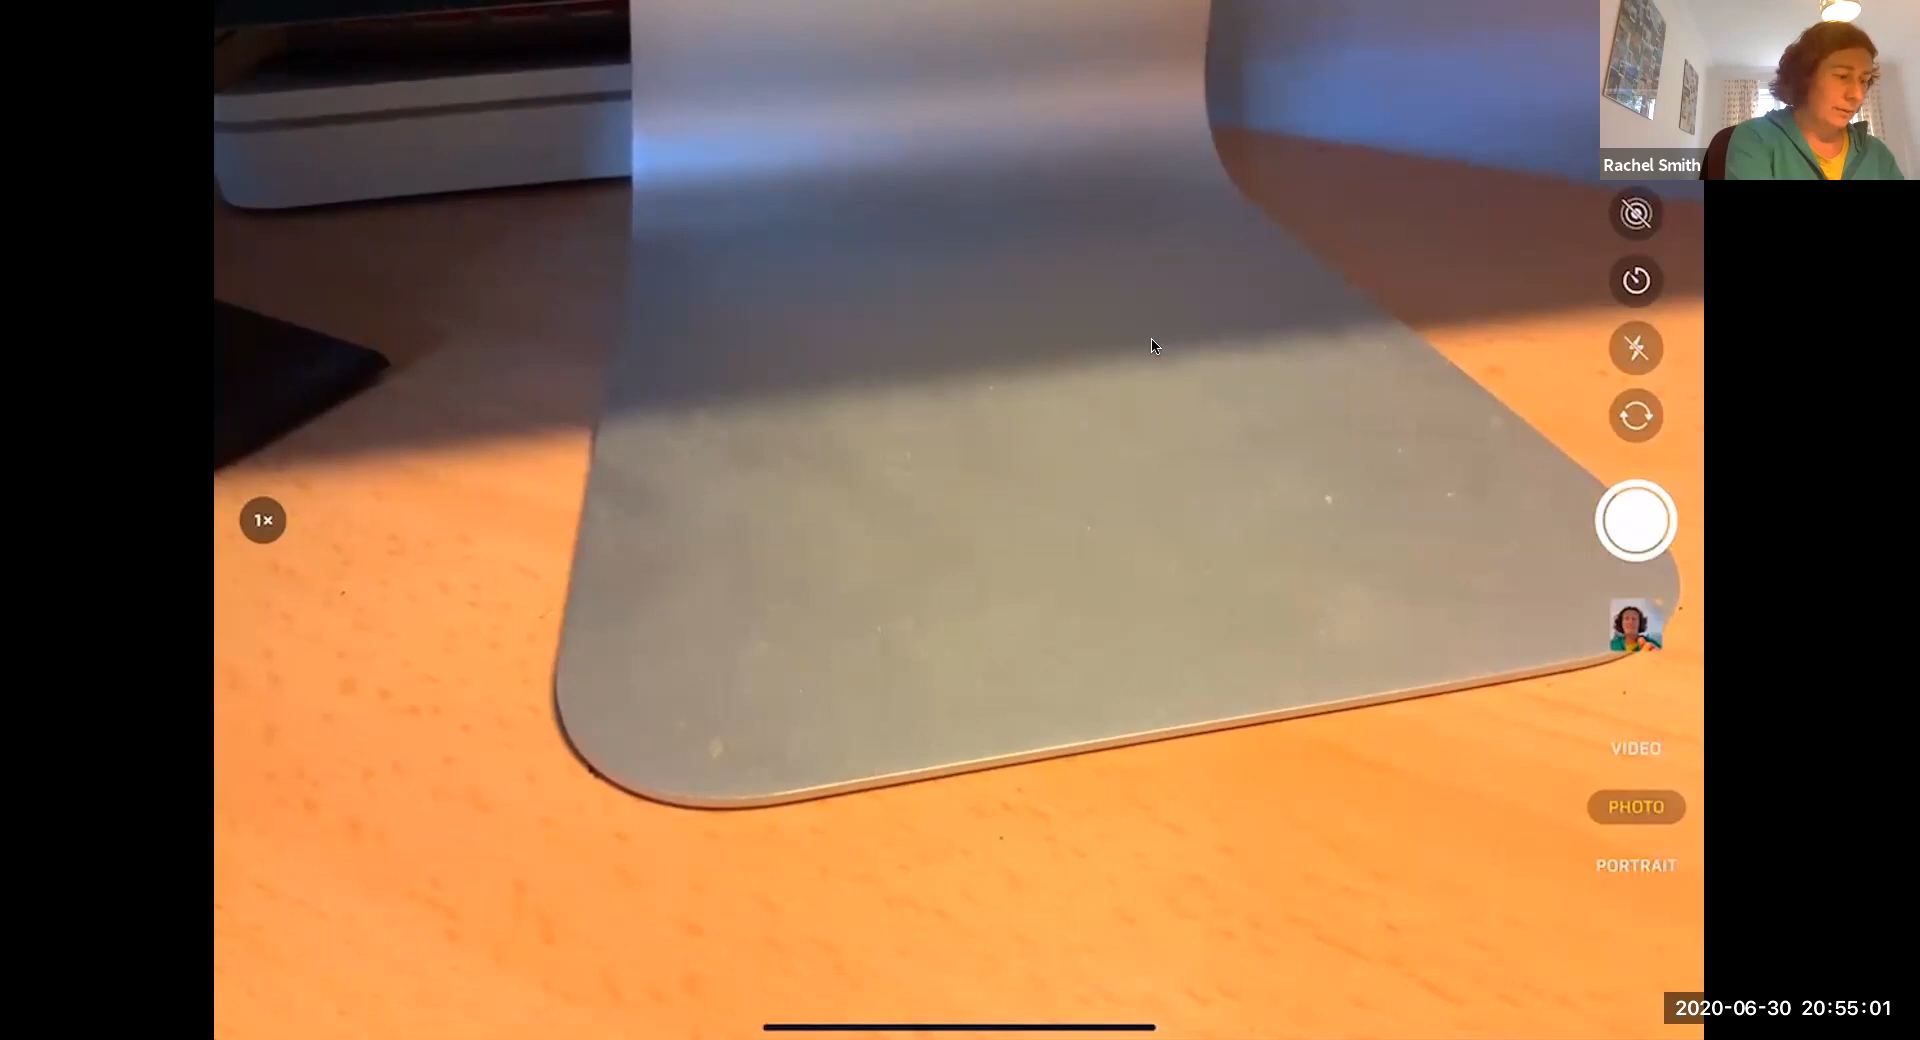 Rachel Smith
1×
VIDEO
PHOTO
PORTRAIT
2020-06-30 20:55:01